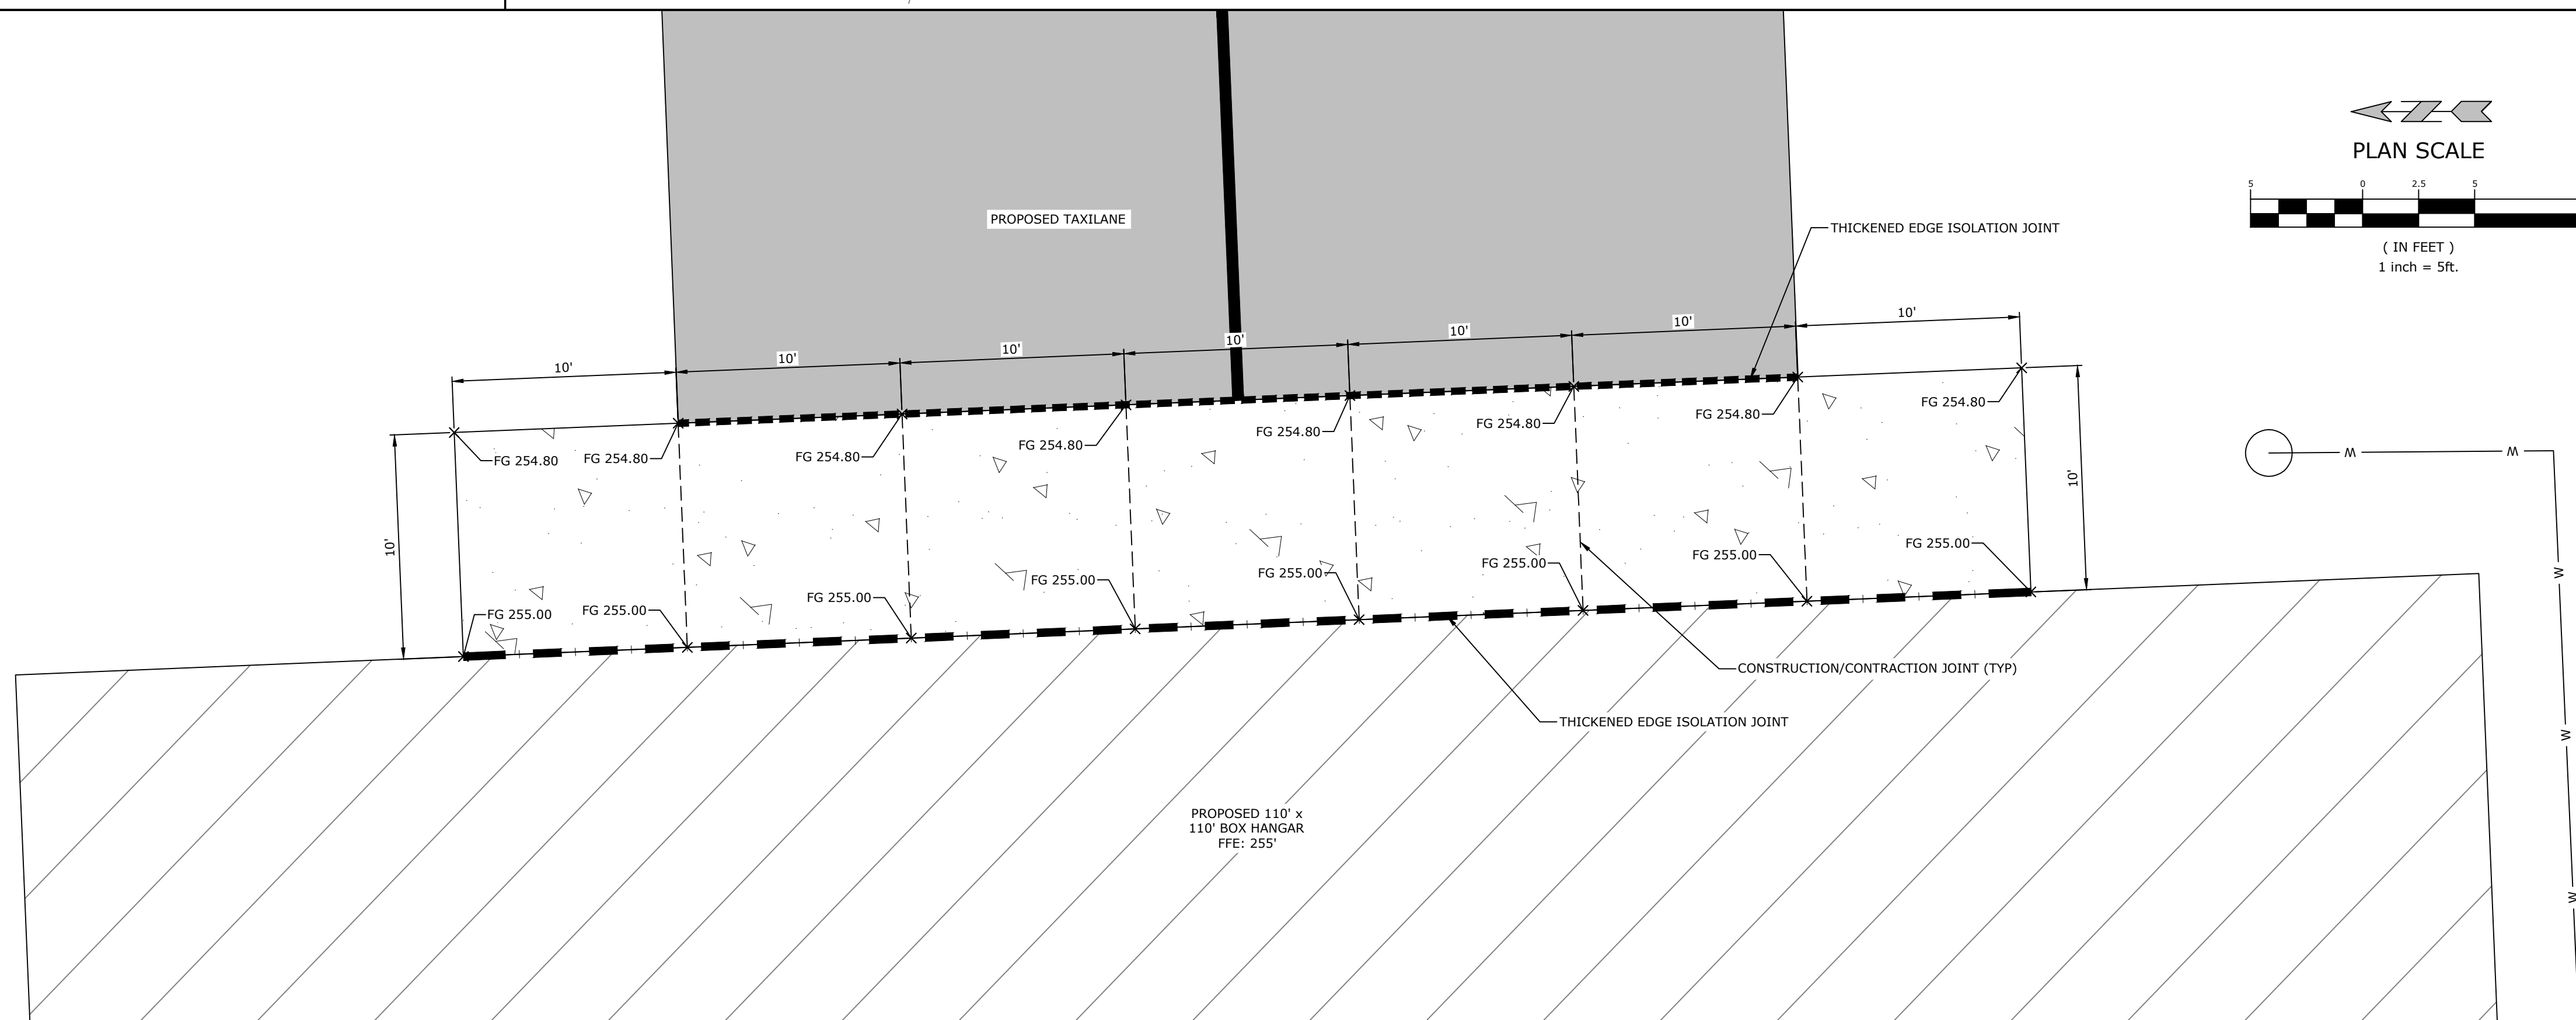 PLAN SCALE
5 0 2.5 5
( IN FEET )
1 inch = 5ft.
PROPOSED TAXILANE
THICKENED EDGE ISOLATION JOINT
10' 10' 10' 10' 10' 10' 10'
FG 254.80 FG 254.80 FG 254.80 FG 254.80 FG 254.80 FG 254.80 FG 254.80 FG 254.80
10' 10'
W W
FG 255.00 FG 255.00 FG 255.00 FG 255.00 FG 255.00 FG 255.00 FG 255.00 FG 255.00
W
CONSTRUCTION/CONTRACTION JOINT (TYP)
THICKENED EDGE ISOLATION JOINT
W
PROPOSED 110' x
110' BOX HANGAR
FFE: 255'
W